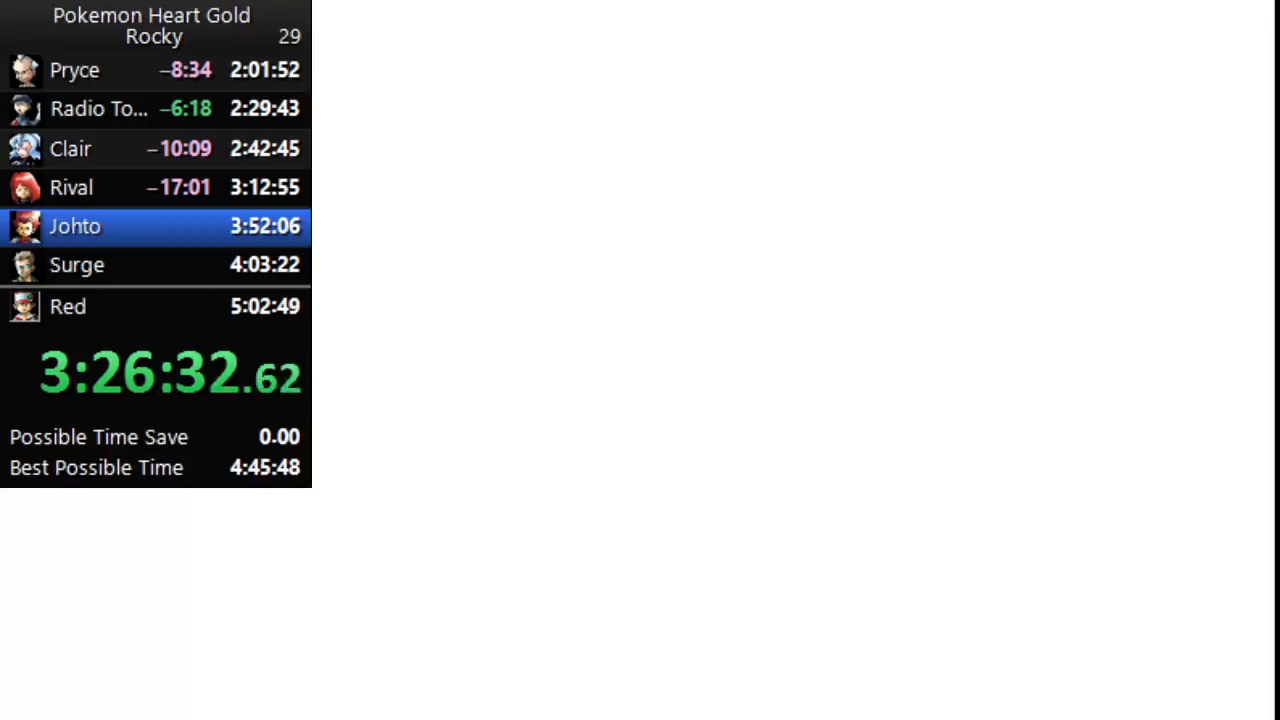 Pokemon Heart Gold
Rocky 29
Pryce −8:34 2:01:52
Radio To... −6:18 2:29:43
Clair −10:09 2:42:45
Rival −17:01 3:12:55
Johto 3:52:06
Surge 4:03:22
Red 5:02:49
3:26:32.62
Possible Time Save 0.00
Best Possible Time 4:45:48